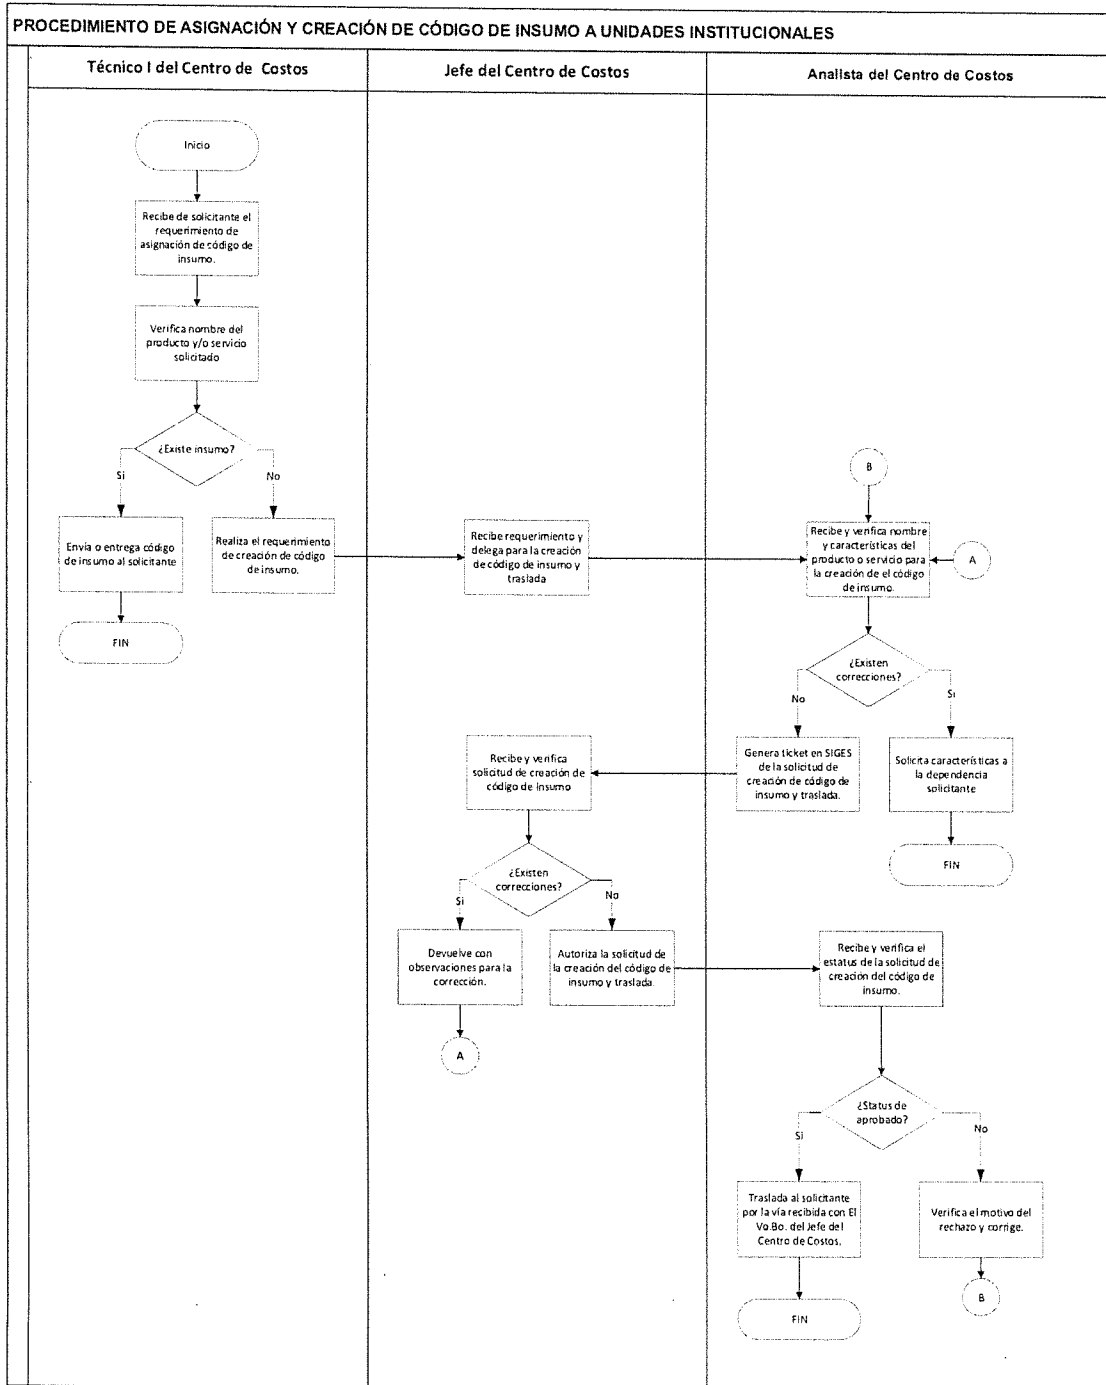 PROCEDIMIENTO DE ASIGNACIÓN Y CREACIÓN DE CÓDIGO DE INSUMO A UNIDADES INSTITUCIONALES
Técnico I del Centro de Costos
Jefe del Centro de Costos
Analista del Centro de Costos
Inicio
Recibe de solicitante el
requerimiento de
asignación de código de
insumo.
Verifica nombre del
producto y/o servicio
solicitado
¿Existe insumo?
Si
No
Envía o entrega código
de insumo al solicitante
FIN
Realiza el requerimiento
de creación de código
de insumo.
Recibe requerimiento y
delega para la creación
de código de insumo y
traslada
B
Recibe y verifica nombre
y características del
producto o servicio para
la creación de el código
de insumo.
A
¿Existen
correcciones?
No
Si
Genera ticket en SIGES
de la solicitud de
creación de código de
insumo y traslada.
Solicita características a
la dependencia
solicitante
FIN
Recibe y verifica
solicitud de creación de
código de insumo
¿Existen
correcciones?
Si
No
Devuelve con
observaciones para la
corrección.
A
Autoriza la solicitud de
la creación del código de
insumo y traslada.
Recibe y verifica el
estatus de la solicitud de
creación del código de
insumo.
¿Status de
aprobado?
Si
No
Traslada al solicitante
por la vía recibida con El
Vo.Bo. del Jefe del
Centro de Costos.
FIN
Verifica el motivo del
rechazo y corrige.
B